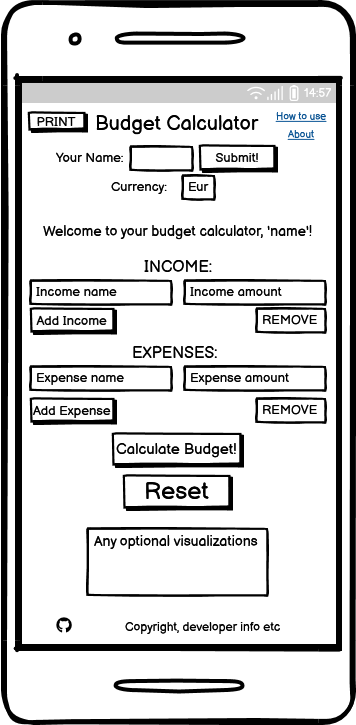 14:57
PRINT Budget Calculator How to use
About
Your Name: Submit!
Currency: Eur
Welcome to your budget calculator, 'name'!
INCOME:
Income name Income amount
Add Income REMOVE
EXPENSES:
Expense name Expense amount
Add Expense REMOVE
Calculate Budget!
Reset
Any optional visualizations
Copyright, developer info etc